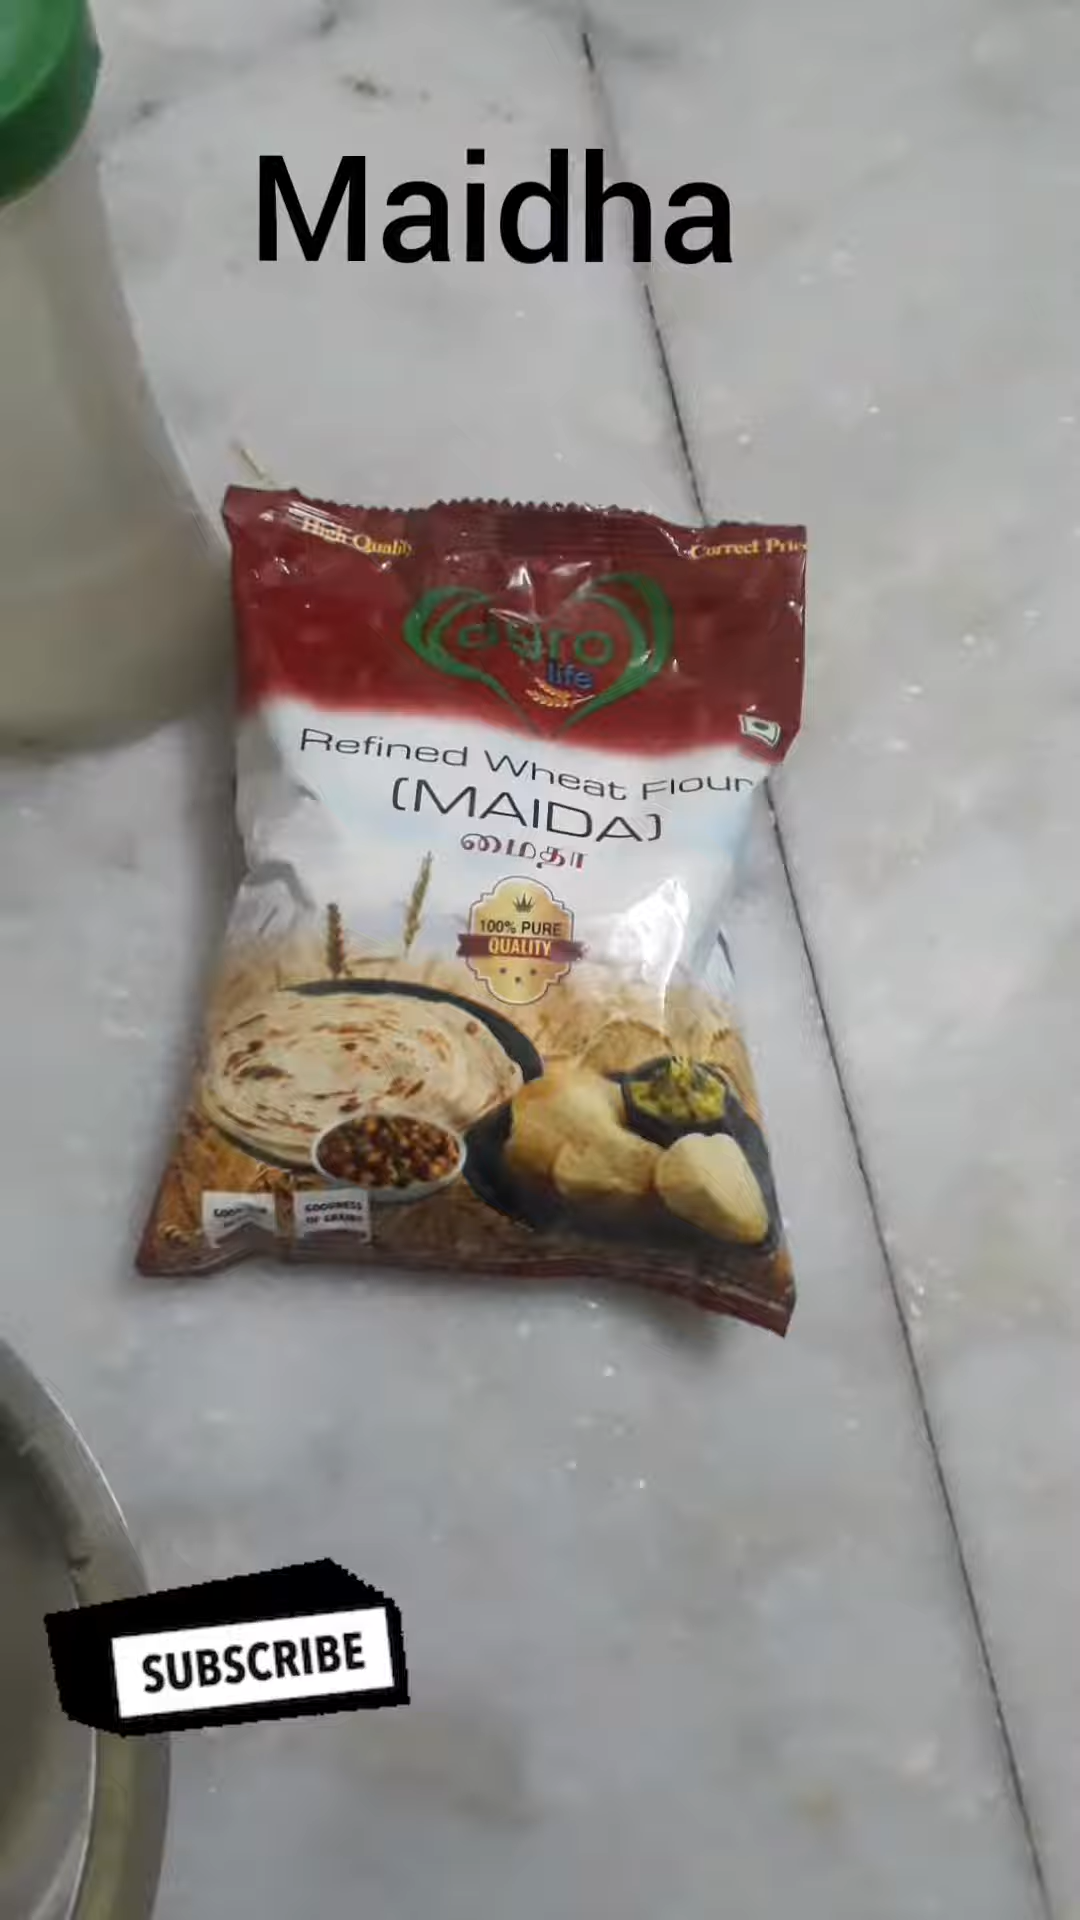 Maidha
High Quality
Correct Price
agro
life
Refined Wheat Flour
(MAIDA)
மைதா
100% PURE
QUALITY
GOODNESS
OF GRAINS
SUBSCRIBE